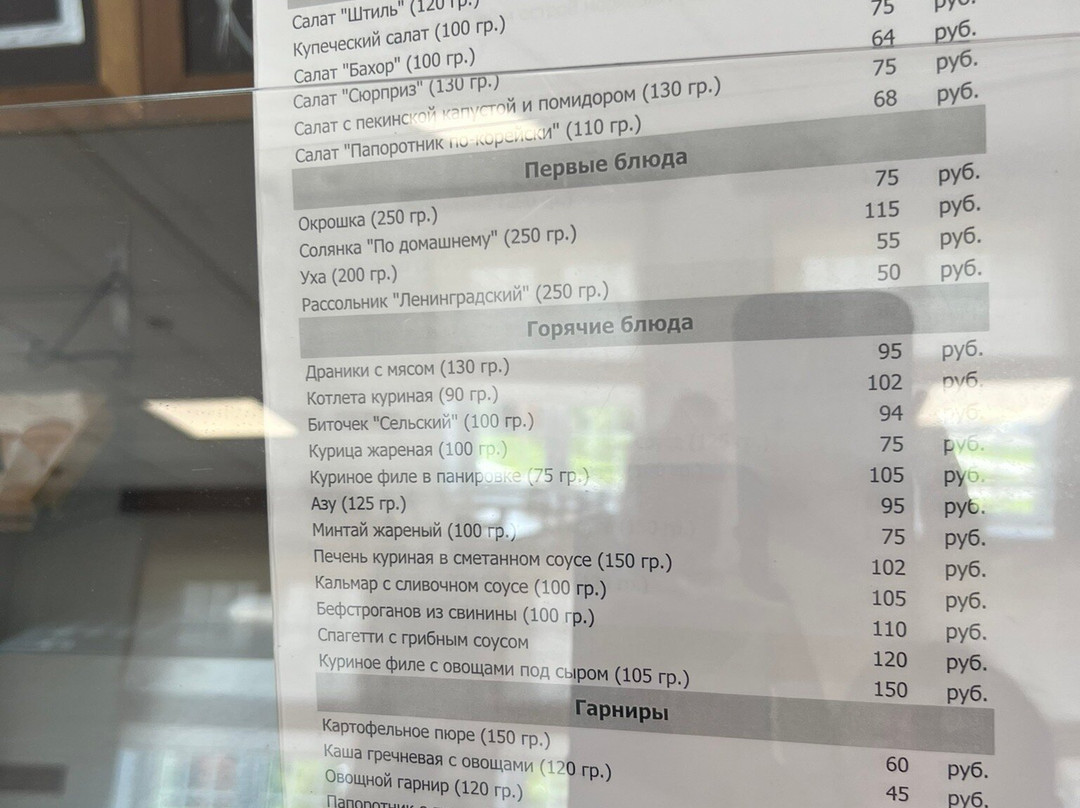 Салат "Штиль" (120 гр.)
Купеческий салат (100 гр.)
Салат "Бахор" (100 гр.) 75 руб.
Салат "Сюрприз" (130 гр.) 64 руб.
Салат с пекинской капустой и помидором (130 гр.) 75 руб.
Салат "Папоротник по-корейски" (110 гр.) 68 руб.
Первые блюда
Окрошка (250 гр.) 75 руб.
Солянка "По домашнему" (250 гр.) 115 руб.
Уха (200 гр.) 55 руб.
Рассольник "Ленинградский" (250 гр.) 50 руб.
Горячие блюда
Драники с мясом (130 гр.) 95 руб.
Котлета куриная (90 гр.) 102 руб.
Биточек "Сельский" (100 гр.) 94 руб.
Курица жареная (100 гр.) 75 руб.
Куриное филе в панировке (75 гр.) 105 руб.
Азу (125 гр.) 95 руб.
Минтай жареный (100 гр.) 75 руб.
Печень куриная в сметанном соусе (150 гр.) 102 руб.
Кальмар с сливочном соусе (100 гр.) 105 руб.
Бефстроганов из свинины (100 гр.) 110 руб.
Спагетти с грибным соусом 120 руб.
Куриное филе с овощами под сыром (105 гр.) 150 руб.
Гарниры
Картофельное пюре (150 гр.) 60 руб.
Каша гречневая с овощами (120 гр.) 45 руб.
Овощной гарнир (120 гр.)
Папоротник